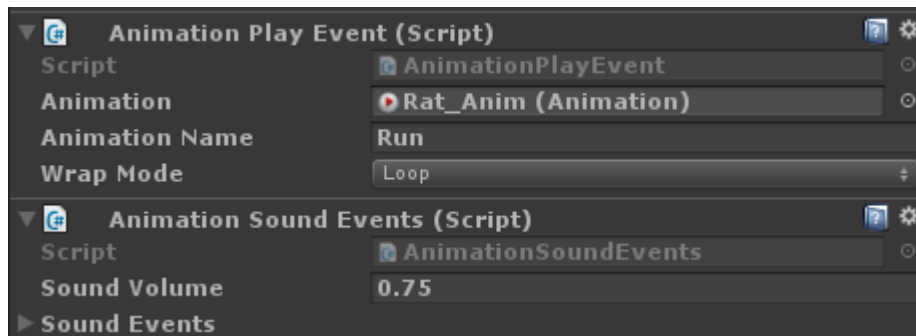 Animation Play Event (Script)
Script AnimationPlayEvent
Animation Rat_Anim (Animation)
Animation Name Run
Wrap Mode Loop
Animation Sound Events (Script)
Script AnimationSoundEvents
Sound Volume 0.75
Sound Events